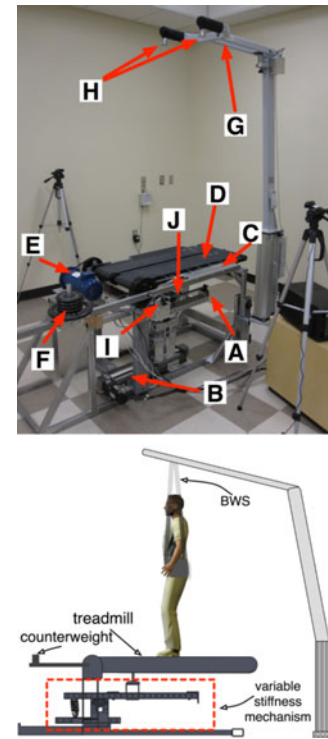 H
G
D
J
C
E
F
I
A
B
BWS
treadmill
counterweight
variable
stiffness
mechanism